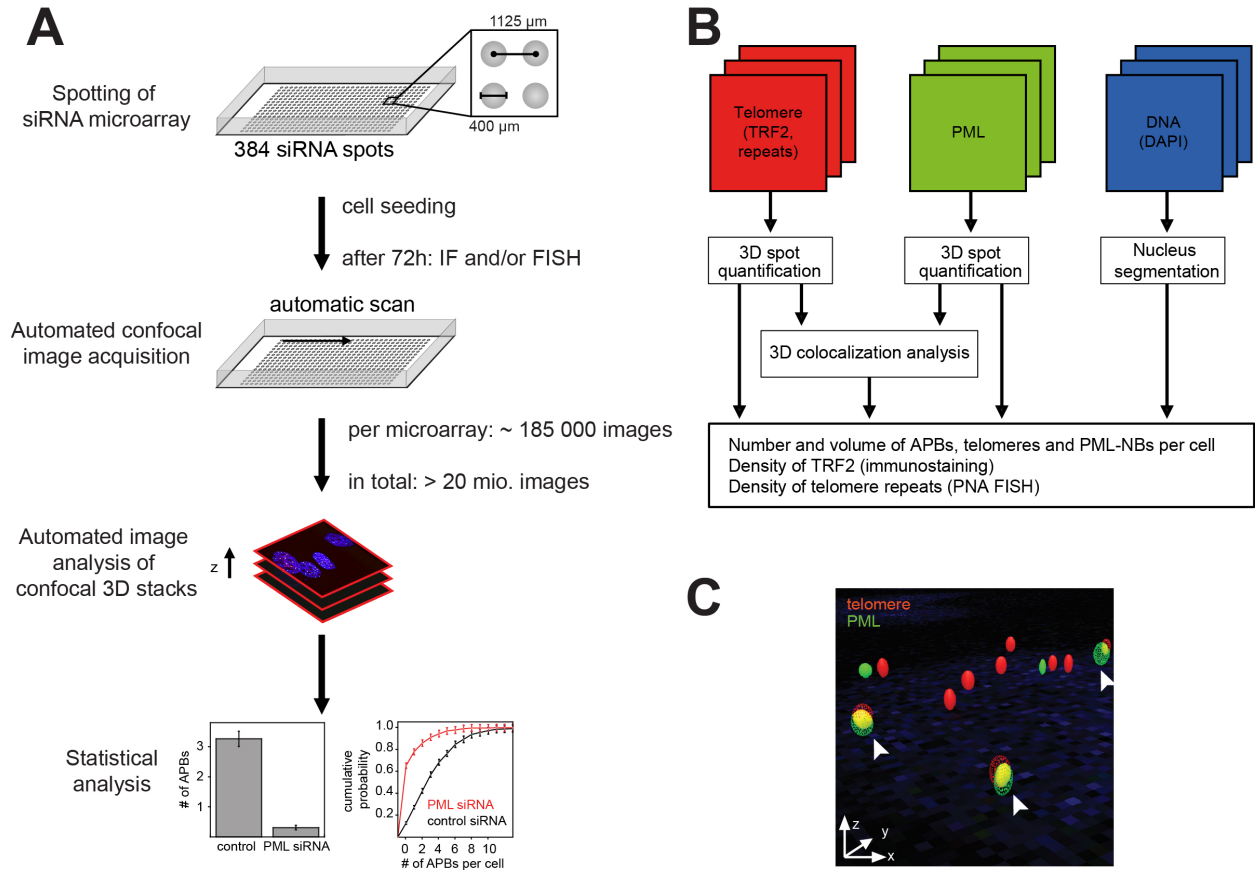 A
1125 µm
Spotting of
siRNA microarray
400 µm
384 siRNA spots
cell seeding
after 72h: IF and/or FISH
automatic scan
Automated confocal
image acquisition
per microarray: ~ 185 000 images
in total: > 20 mio. images
Automated image
analysis of
confocal 3D stacks
z
Statistical
analysis
# of APBs
3
2
1
control
PML siRNA
cumulative
probability
1.0
0.8
0.6
0.4
0.2
PML siRNA
control siRNA
0 2 4 6 8 10
# of APBs per cell
B
Telomere
(TRF2,
repeats)
PML
DNA
(DAPI)
3D spot
quantification
3D spot
quantification
Nucleus
segmentation
3D colocalization analysis
Number and volume of APBs, telomeres and PML-NBs per cell
Density of TRF2 (immunostaining)
Density of telomere repeats (PNA FISH)
C
telomere
PML
z
y
x